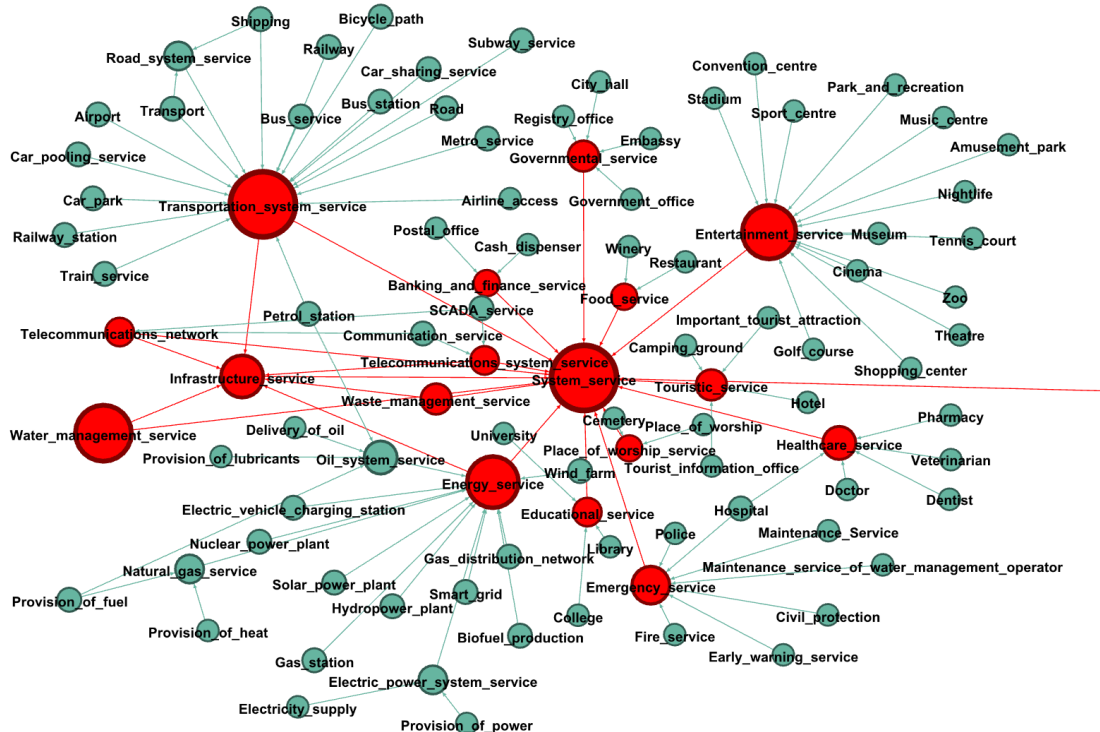 Shipping
Bicycle_path
Railway
Subway_service
Road_system_service
Car_sharing_service
Convention_centre
City_hall
Park_and_recreation
Stadium
Sport_centre
Airport
Transport
Bus_station
Road
Bus_service
Registry_office
Music_centre
Embassy
Metro_service
Amusement_park
Car_pooling_service
Governmental_service
Car_park
Transportation_system_service
Airline_access
Government_office
Nightlife
Railway_station
Postal_office
Entertainment_service
Museum
Tennis_court
Cash_dispenser
Winery
Restaurant
Train_service
Cinema
Banking_and_finance_service
Food_service
Zoo
Petrol_station
SCADA_service
Important_tourist_attraction
Telecommunications_network
Communication_service
Theatre
Camping_ground
Golf_course
Telecommunications_system_service
Shopping_center
Infrastructure_service
System_service
Touristic_service
Waste_management_service
Hotel
Pharmacy
Cemetery
Delivery_of_oil
University
Place_of_worship
Water_management_service
Healthcare_service
Provision_of_lubricants
Oil_system_service
Place_of_worship_service
Veterinarian
Tourist_information_office
Wind_farm
Energy_service
Doctor
Dentist
Electric_vehicle_charging_station
Educational_service
Hospital
Police
Maintenance_Service
Nuclear_power_plant
Gas_distribution_network
Library
Natural_gas_service
Maintenance_service_of_water_management_operator
Solar_power_plant
Smart_grid
Emergency_service
Provision_of_fuel
Hydropower_plant
College
Civil_protection
Provision_of_heat
Biofuel_production
Fire_service
Early_warning_service
Gas_station
Electric_power_system_service
Electricity_supply
Provision_of_power